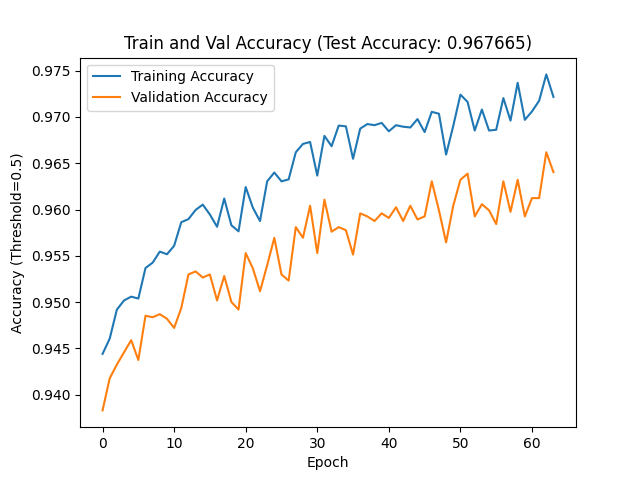 Train and Val Accuracy (Test Accuracy: 0.967665)
Training Accuracy
Validation Accuracy
Accuracy (Threshold=0.5)
0.975
0.970
0.965
0.960
0.955
0.950
0.945
0.940
0 10 20 30 40 50 60
Epoch